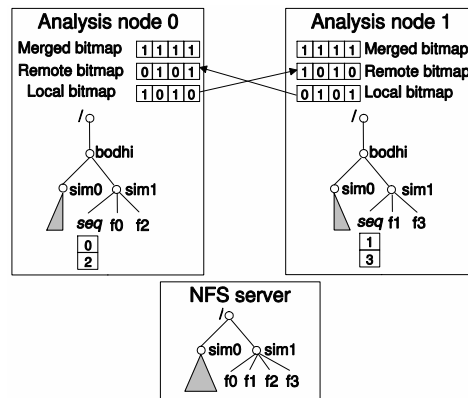 Analysis node 0
Merged bitmap 1 1 1 1
Remote bitmap 0 1 0 1
Local bitmap 1 0 1 0
/
bodhi
sim0 sim1
seq f0 f2
0
2
Analysis node 1
1 1 1 1 Merged bitmap
1 0 1 0 Remote bitmap
0 1 0 1 Local bitmap
/
bodhi
sim0 sim1
seq f1 f3
1
3
NFS server
/
sim0 sim1
f0 f1 f2 f3